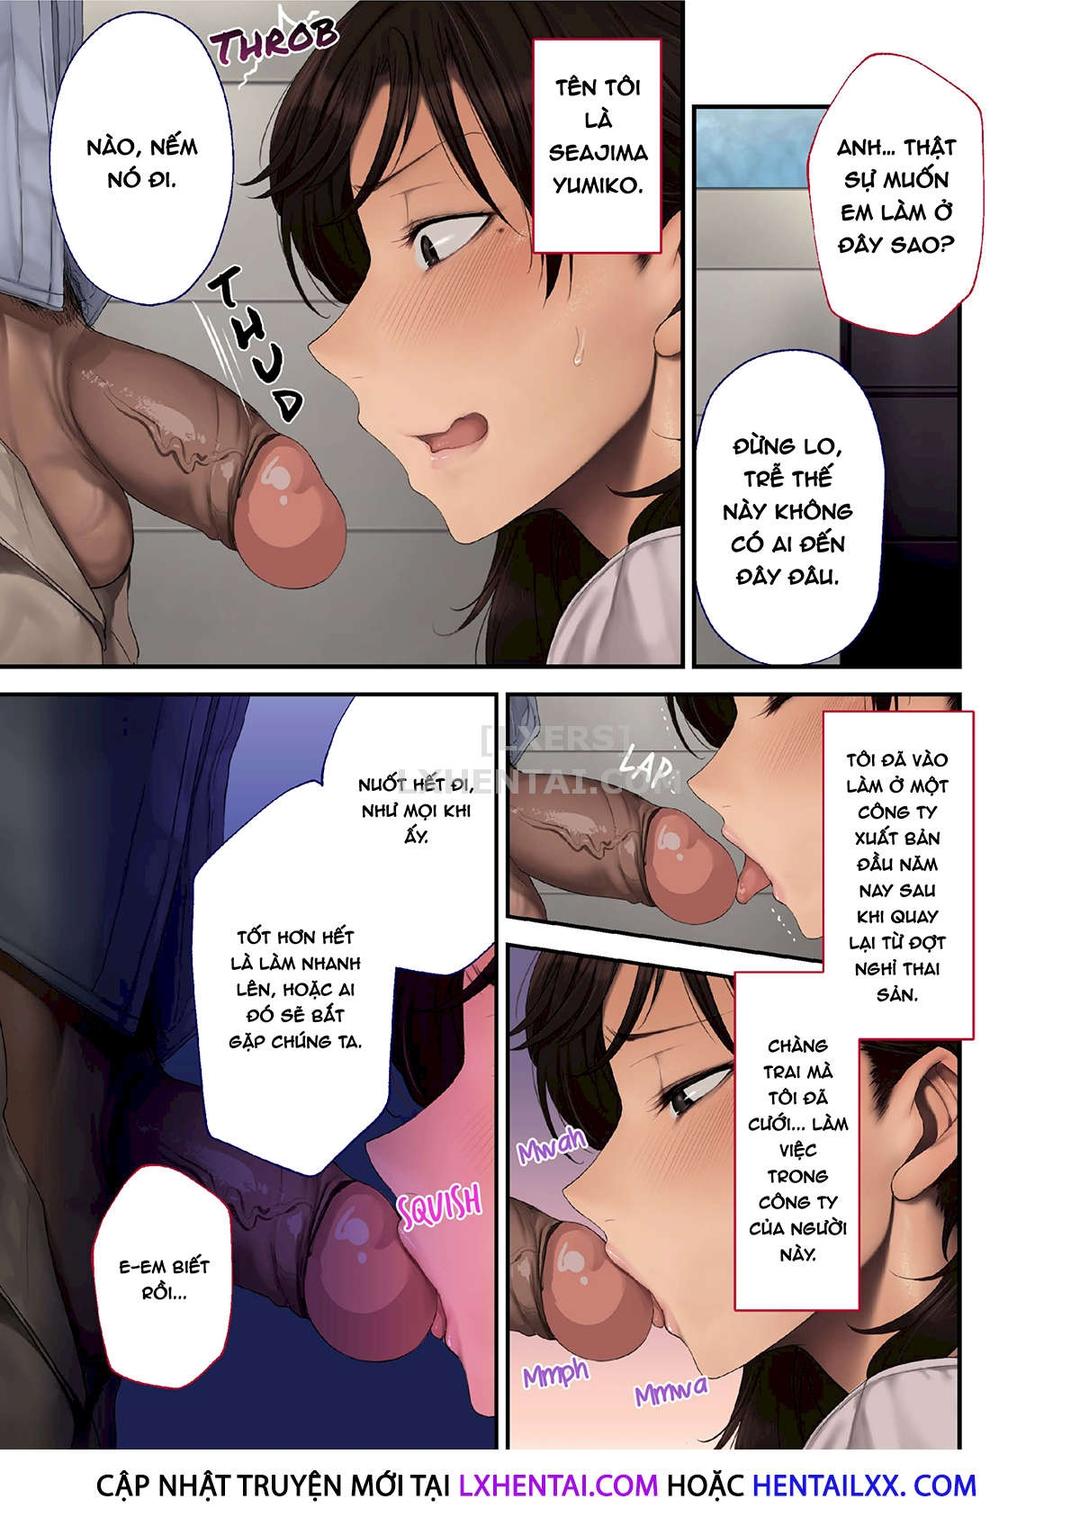 ANH... THẬT
SỰ MUỐN
EM LÀM Ở
ĐÂY SAO?
ĐỪNG LO,
TRỄ THẾ
NÀY KHÔNG
CÓ AI ĐẾN
ĐÂY ĐÂU.
TÊN TÔI
LÀ
SEAJIMA
YUMIKO.
THROB
NÀO, NẾM
NÓ ĐI.
THUD
TÔI ĐÃ VÀO
LÀM Ở MỘT
CÔNG TY
XUẤT BẢN
ĐẦU NĂM
NAY SAU
KHI QUAY
LẠI TỪ ĐỢT
NGHỈ THAI
SẢN.
LAP
[LXERS]
LXHENTAI.COM
CHÀNG
TRAI MÀ
TÔI ĐÃ
CƯỚI... LÀM
VIỆC
TRONG
CÔNG TY
CỦA NGƯỜI
NÀY.
Mwah
Mmph
Mmwa
NUỐT HẾT ĐI,
NHƯ MỌI KHI
ẤY.
TỐT HƠN HẾT
LÀ LÀM NHANH
LÊN, HOẶC AI
ĐÓ SẼ BẮT
GẶP CHÚNG TA.
SQUISH
E-EM BIẾT
RỒI...
CẬP NHẬT TRUYỆN MỚI TẠI LXHENTAI.COM HOẶC HENTAILXX. COM